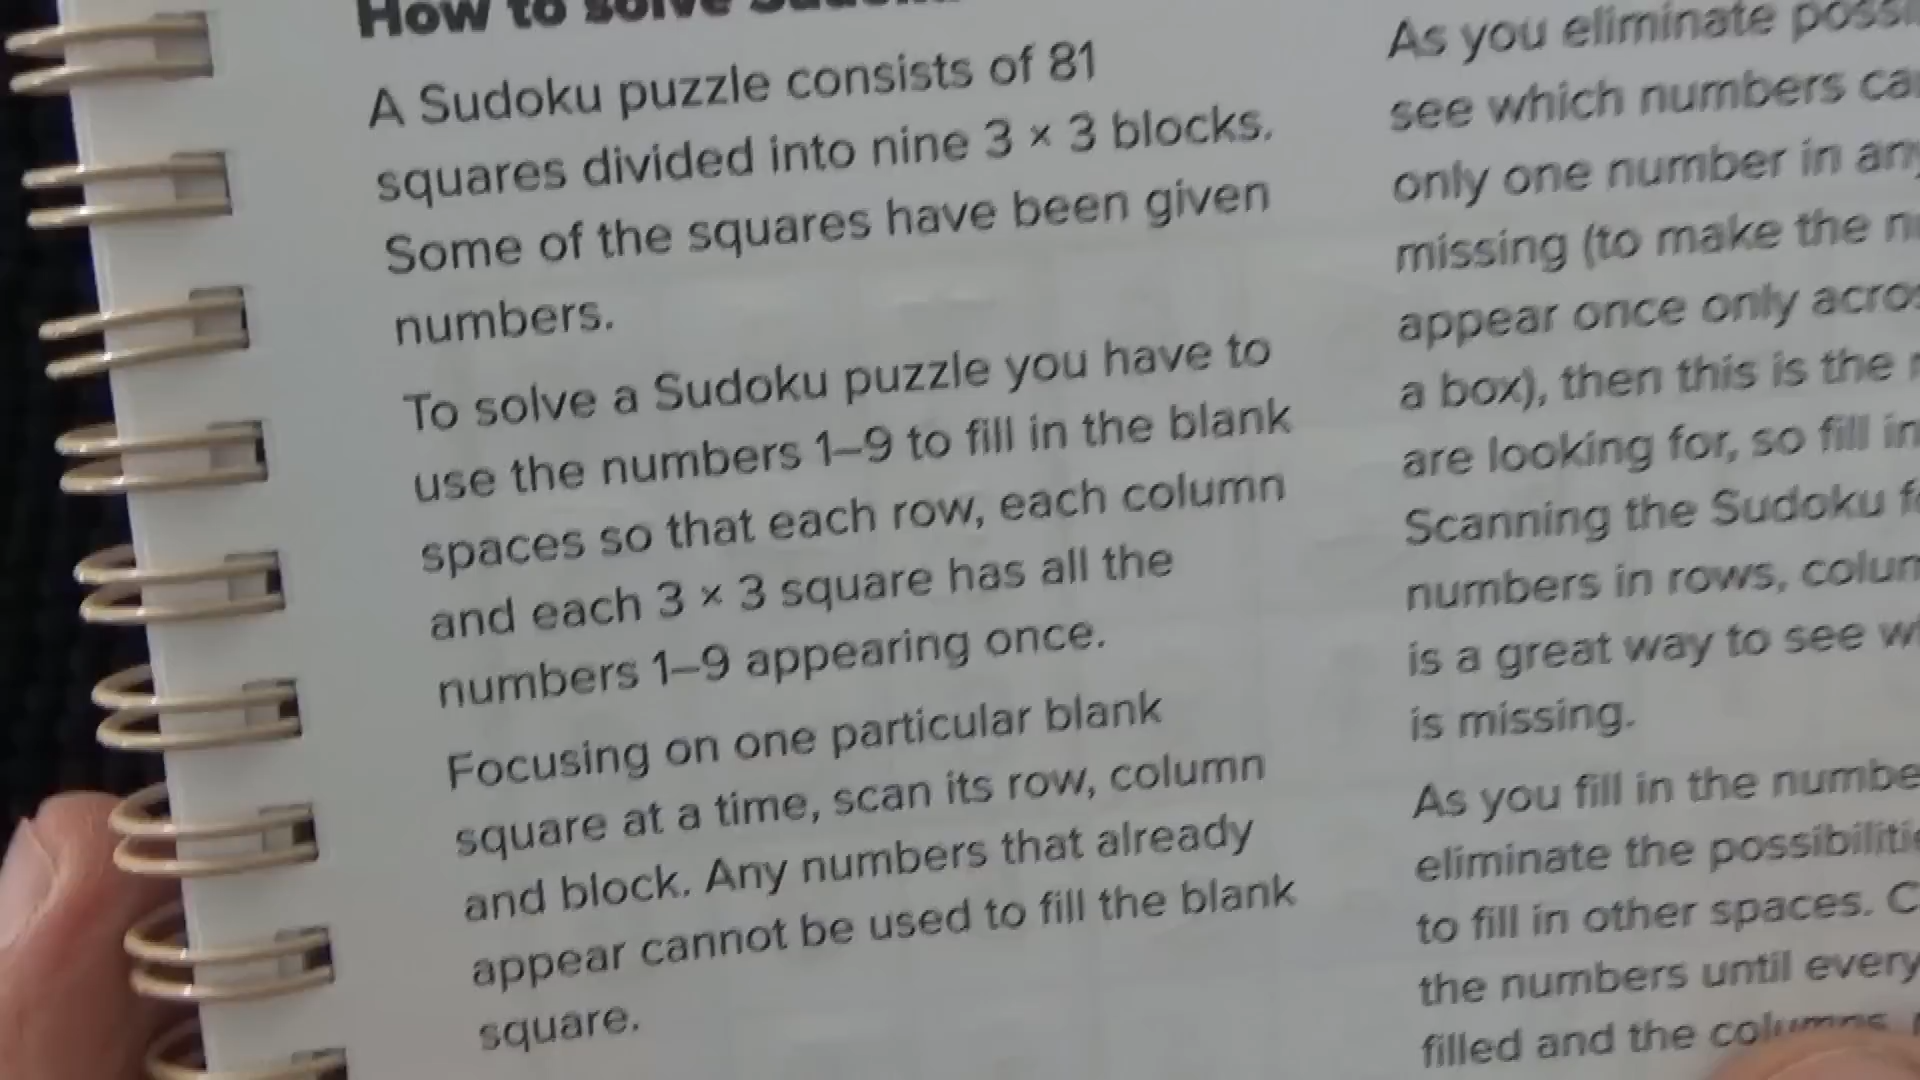 How to solve
A Sudoku puzzle consists of 81
squares divided into nine 3 × 3 blocks.
Some of the squares have been given
numbers.
To solve a Sudoku puzzle you have to
use the numbers 1–9 to fill in the blank
spaces so that each row, each column
and each 3 × 3 square has all the
numbers 1–9 appearing once.
Focusing on one particular blank
square at a time, scan its row, column
and block. Any numbers that already
appear cannot be used to fill the blank
square.
As you eliminate
see which numbers
only one number in
missing (to make the
appear once only
a box), then this is the
are looking for, so fill in
Scanning the Sudoku
numbers in rows,
is a great way to see
is missing.
As you fill in the
eliminate the
to fill in other spaces.
the numbers until
filled and the columns